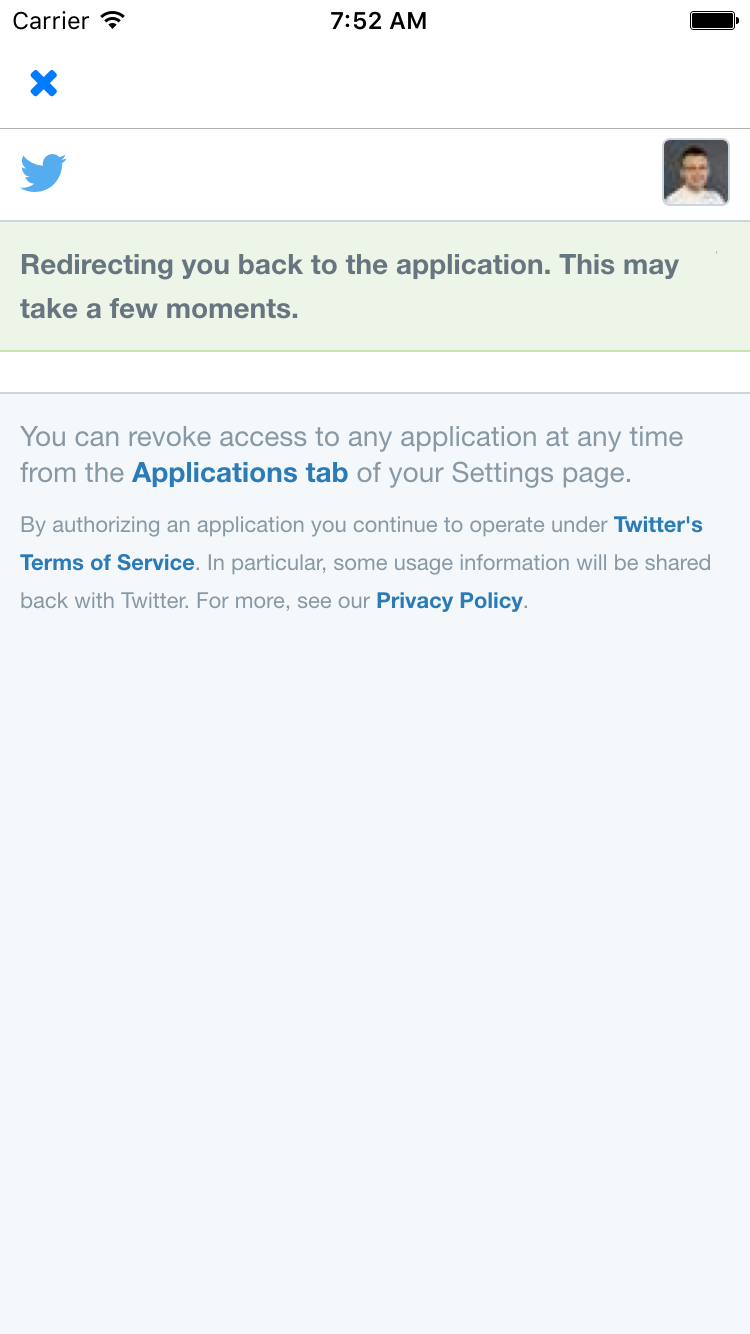 Carrier 7:52 AM
Redirecting you back to the application. This may
take a few moments.
You can revoke access to any application at any time
from the Applications tab of your Settings page.
By authorizing an application you continue to operate under Twitter's
Terms of Service. In particular, some usage information will be shared
back with Twitter. For more, see our Privacy Policy.